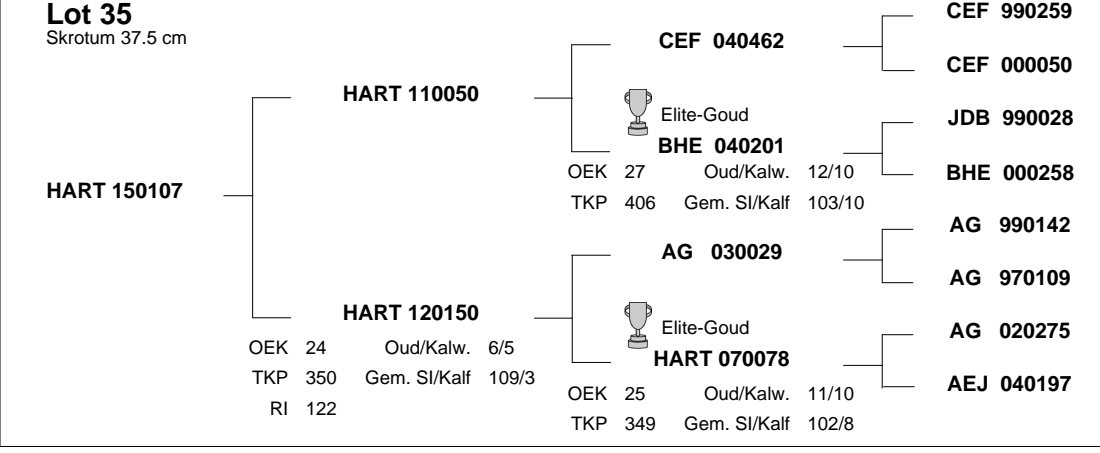 Lot 35
Skrotum 37.5 cm
HART 150107
HART 110050
HART 120150
OEK 24 Oud/Kalw. 6/5
TKP 350 Gem. SI/Kalf 109/3
RI 122
CEF 040462
Elite-Goud
BHE 040201
OEK 27 Oud/Kalw. 12/10
TKP 406 Gem. SI/Kalf 103/10
AG 030029
Elite-Goud
HART 070078
OEK 25 Oud/Kalw. 11/10
TKP 349 Gem. SI/Kalf 102/8
CEF 990259
CEF 000050
JDB 990028
BHE 000258
AG 990142
AG 970109
AG 020275
AEJ 040197